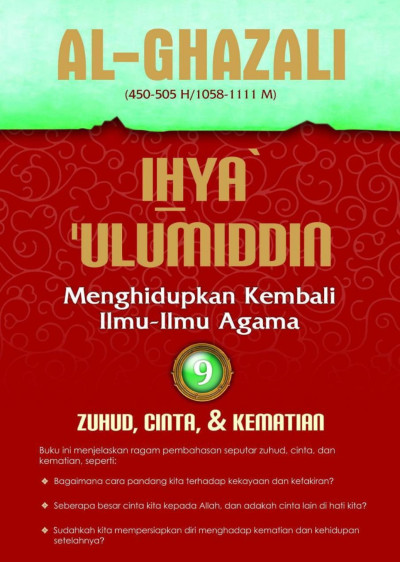 AL-GHAZALI
(450-505 H/1058-1111 M)
IHYA`
'ULUMIDDIN
Menghidupkan Kembali
Ilmu-Ilmu Agama
9
ZUHUD, CINTA, & KEMATIAN
Buku ini menjelaskan ragam pembahasan seputar zuhud, cinta, dan
kematian, seperti:
❖ Bagaimana cara pandang kita terhadap kekayaan dan kefakiran?
❖ Seberapa besar cinta kita kepada Allah, dan adakah cinta lain di hati kita?
❖ Sudahkah kita mempersiapkan diri menghadap kematian dan kehidupan
setelahnya?